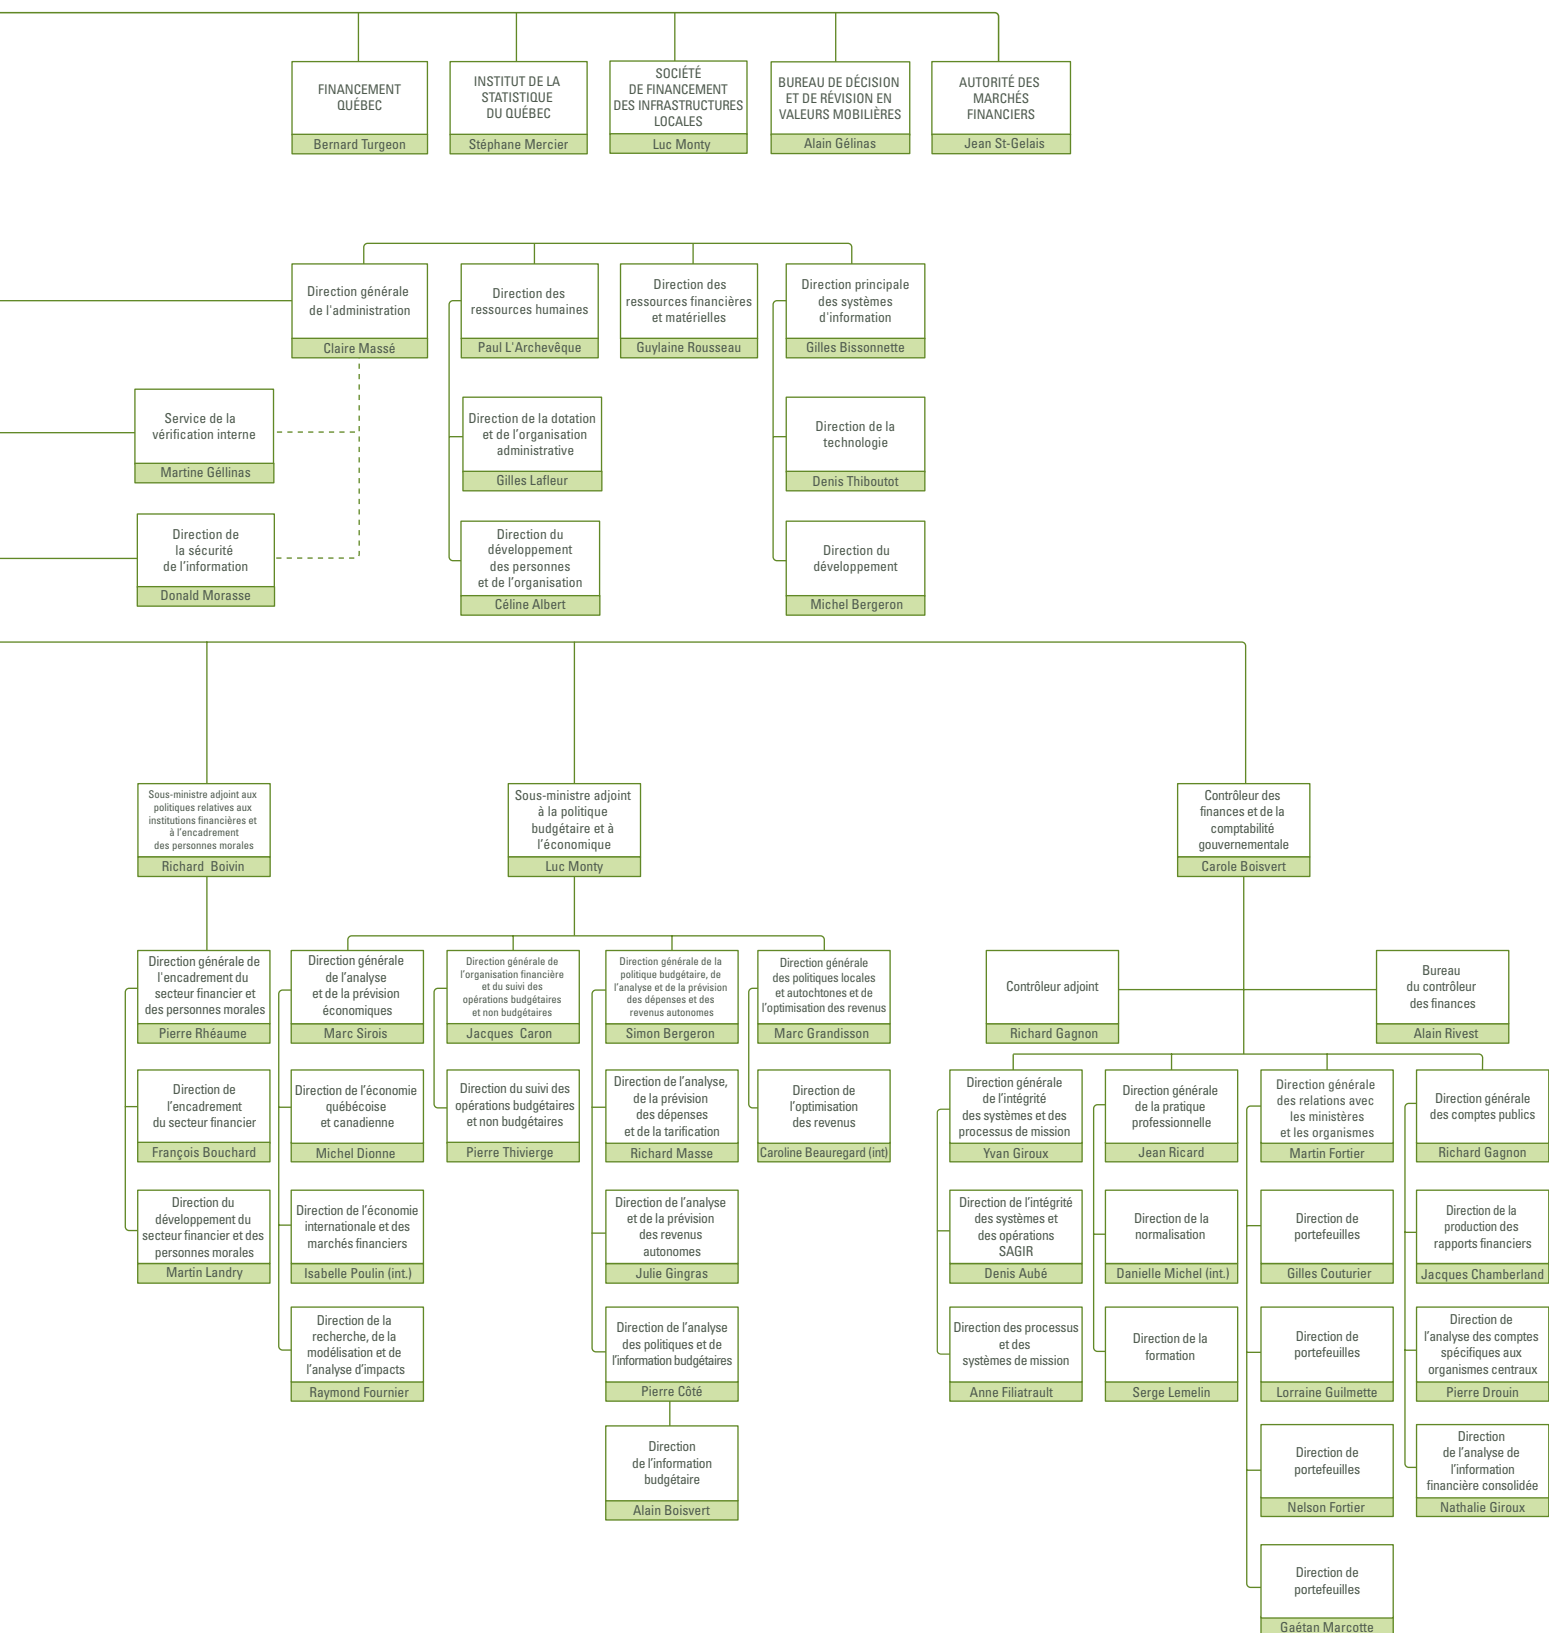 FINANCEMENT
QUÉBEC
Bernard Turgeon
INSTITUT DE LA
STATISTIQUE
DU QUÉBEC
Stéphane Mercier
SOCIÉTÉ
DE FINANCEMENT
DES INFRASTRUCTURES
LOCALES
Luc Monty
BUREAU DE DÉCISION
ET DE RÉVISION EN
VALEURS MOBILIÈRES
Alain Gélinas
AUTORITÉ DES
MARCHÉS
FINANCIERS
Jean St-Gelais
Direction générale
de l'administration
Claire Massé
Direction des
ressources humaines
Paul L'Archevêque
Direction des
ressources financières
et matérielles
Guylaine Rousseau
Direction principale
des systèmes
d'information
Gilles Bissonnette
Service de la
vérification interne
Martine Géllinas
Direction de la dotation
et de l'organisation
administrative
Gilles Lafleur
Direction de la
technologie
Denis Thiboutot
Direction de
la sécurité
de l'information
Donald Morasse
Direction du
développement
des personnes
et de l'organisation
Céline Albert
Direction du
développement
Michel Bergeron
Sous-ministre adjoint aux
politiques relatives aux
institutions financières et
à l'encadrement
des personnes morales
Richard Boivin
Sous-ministre adjoint
à la politique
budgétaire et à
l'économique
Luc Monty
Contrôleur des
finances et de la
comptabilité
gouvernementale
Carole Boisvert
Direction générale de
l'encadrement du
secteur financier et
des personnes morales
Pierre Rhéaume
Direction générale
de l'analyse
et de la prévision
économiques
Marc Sirois
Direction générale de
l'organisation financière
et du suivi des
opérations budgétaires
et non budgétaires
Jacques Caron
Direction générale de la
politique budgétaire, de
l'analyse et de la prévision
des dépenses et des
revenus autonomes
Simon Bergeron
Direction générale
des politiques locales
et autochtones et de
l'optimisation des revenus
Marc Grandisson
Contrôleur adjoint
Richard Gagnon
Bureau
du contrôleur
des finances
Alain Rivest
Direction de
l'encadrement
du secteur financier
François Bouchard
Direction de l'économie
québécoise
et canadienne
Michel Dionne
Direction du suivi des
opérations budgétaires
et non budgétaires
Pierre Thivierge
Direction de l'analyse,
de la prévision
des dépenses
et de la tarification
Richard Masse
Direction de
l'optimisation
des revenus
Caroline Beauregard (int)
Direction générale
de l'intégrité
des systèmes et des
processus de mission
Yvan Giroux
Direction générale
de la pratique
professionnelle
Jean Ricard
Direction générale
des relations avec
les ministères
et les organismes
Martin Fortier
Direction générale
des comptes publics
Richard Gagnon
Direction du
développement du
secteur financier et des
personnes morales
Martin Landry
Direction de l'économie
internationale et des
marchés financiers
Isabelle Poulin (int.)
Direction de l'analyse
et de la prévision
des revenus
autonomes
Julie Gingras
Direction de l'intégrité
des systèmes et
des opérations
SAGIR
Denis Aubé
Direction de la
normalisation
Danielle Michel (int.)
Direction de
portefeuilles
Gilles Couturier
Direction de la
production des
rapports financiers
Jacques Chamberland
Direction de la
recherche, de la
modélisation et de
l'analyse d'impacts
Raymond Fournier
Direction de l'analyse
des politiques et de
l'information budgétaires
Pierre Côté
Direction des processus
et des
systèmes de mission
Anne Filiatrault
Direction de la
formation
Serge Lemelin
Direction de
portefeuilles
Lorraine Guilmette
Direction de
l'analyse des comptes
spécifiques aux
organismes centraux
Pierre Drouin
Direction
de l'information
budgétaire
Alain Boisvert
Direction de
portefeuilles
Nelson Fortier
Direction
de l'analyse de
l'information
financière consolidée
Nathalie Giroux
Direction de
portefeuilles
Gaétan Marcotte